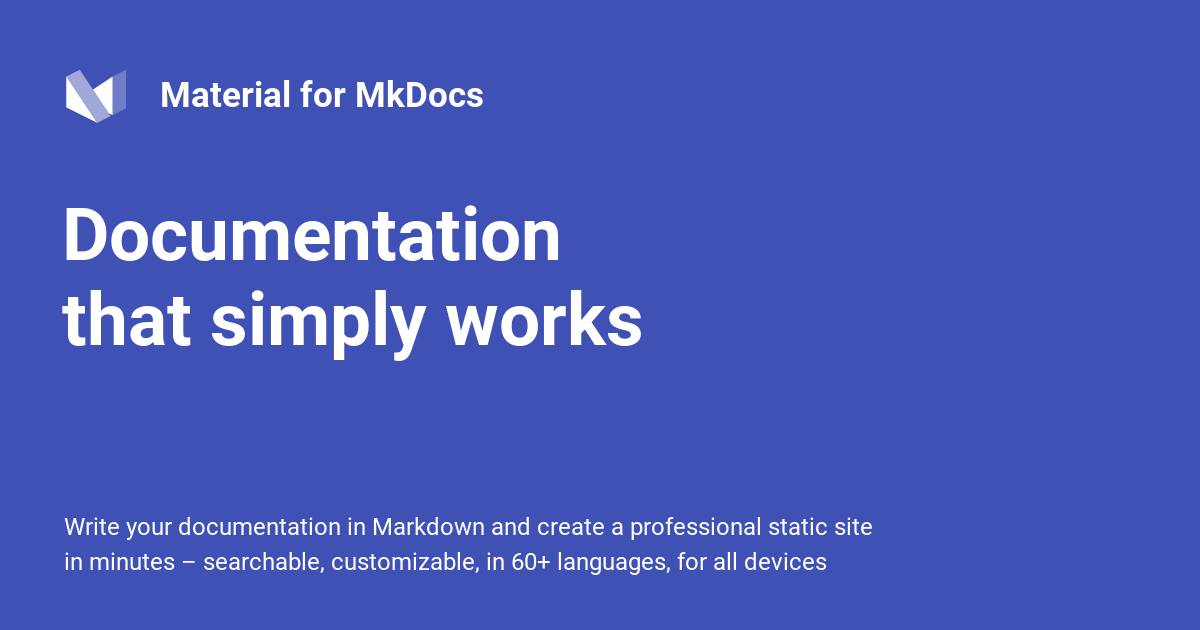 Material for MkDocs
Documentation
that simply works
Write your documentation in Markdown and create a professional static site
in minutes – searchable, customizable, in 60+ languages, for all devices